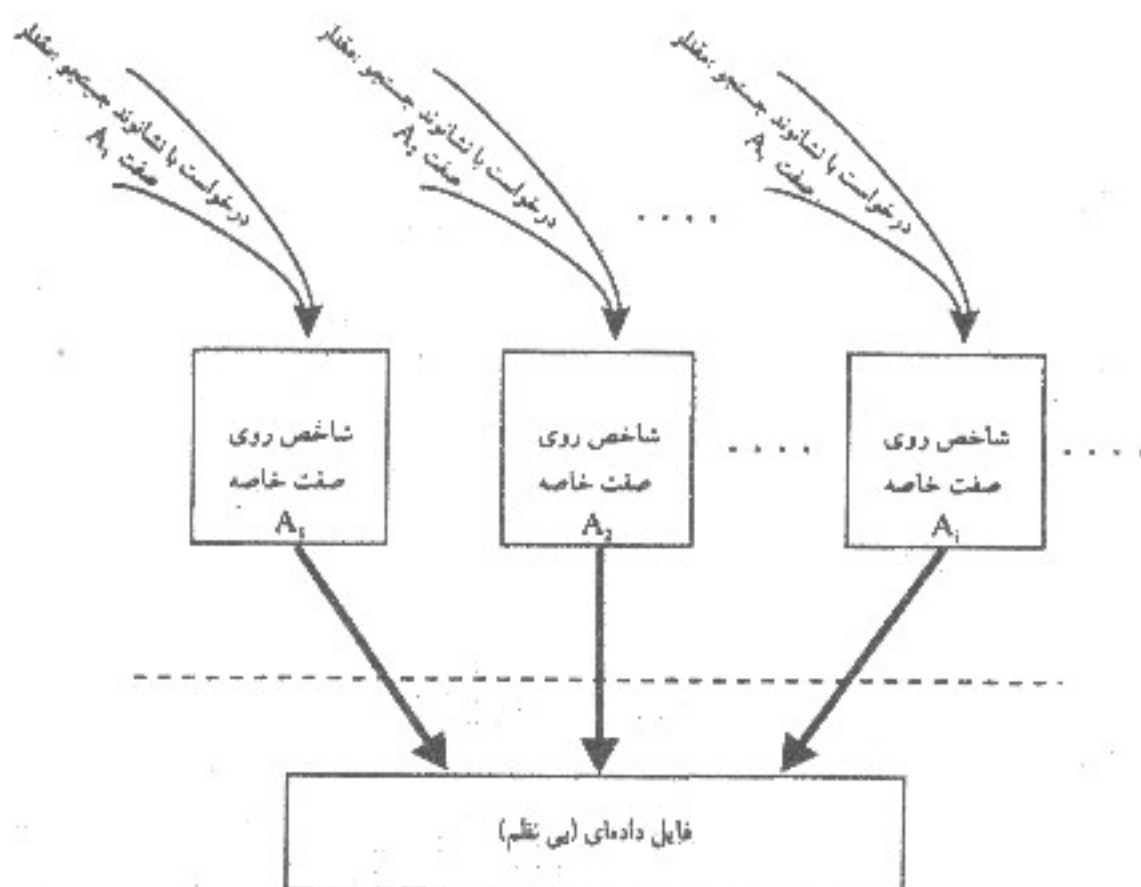 درخواست با نشانوند جستجو :مقدار
صفت A₁
درخواست با نشانوند جستجو :مقدار
صفت A₂
....
درخواست با نشانوند جستجو :مقدار
صفت Aᵢ
شاخص روی
صفت خاصه
A₁
شاخص روی
صفت خاصه
A₂
....
شاخص روی
صفت خاصه
Aᵢ
....
فایل داده‌ای (بی نظم)